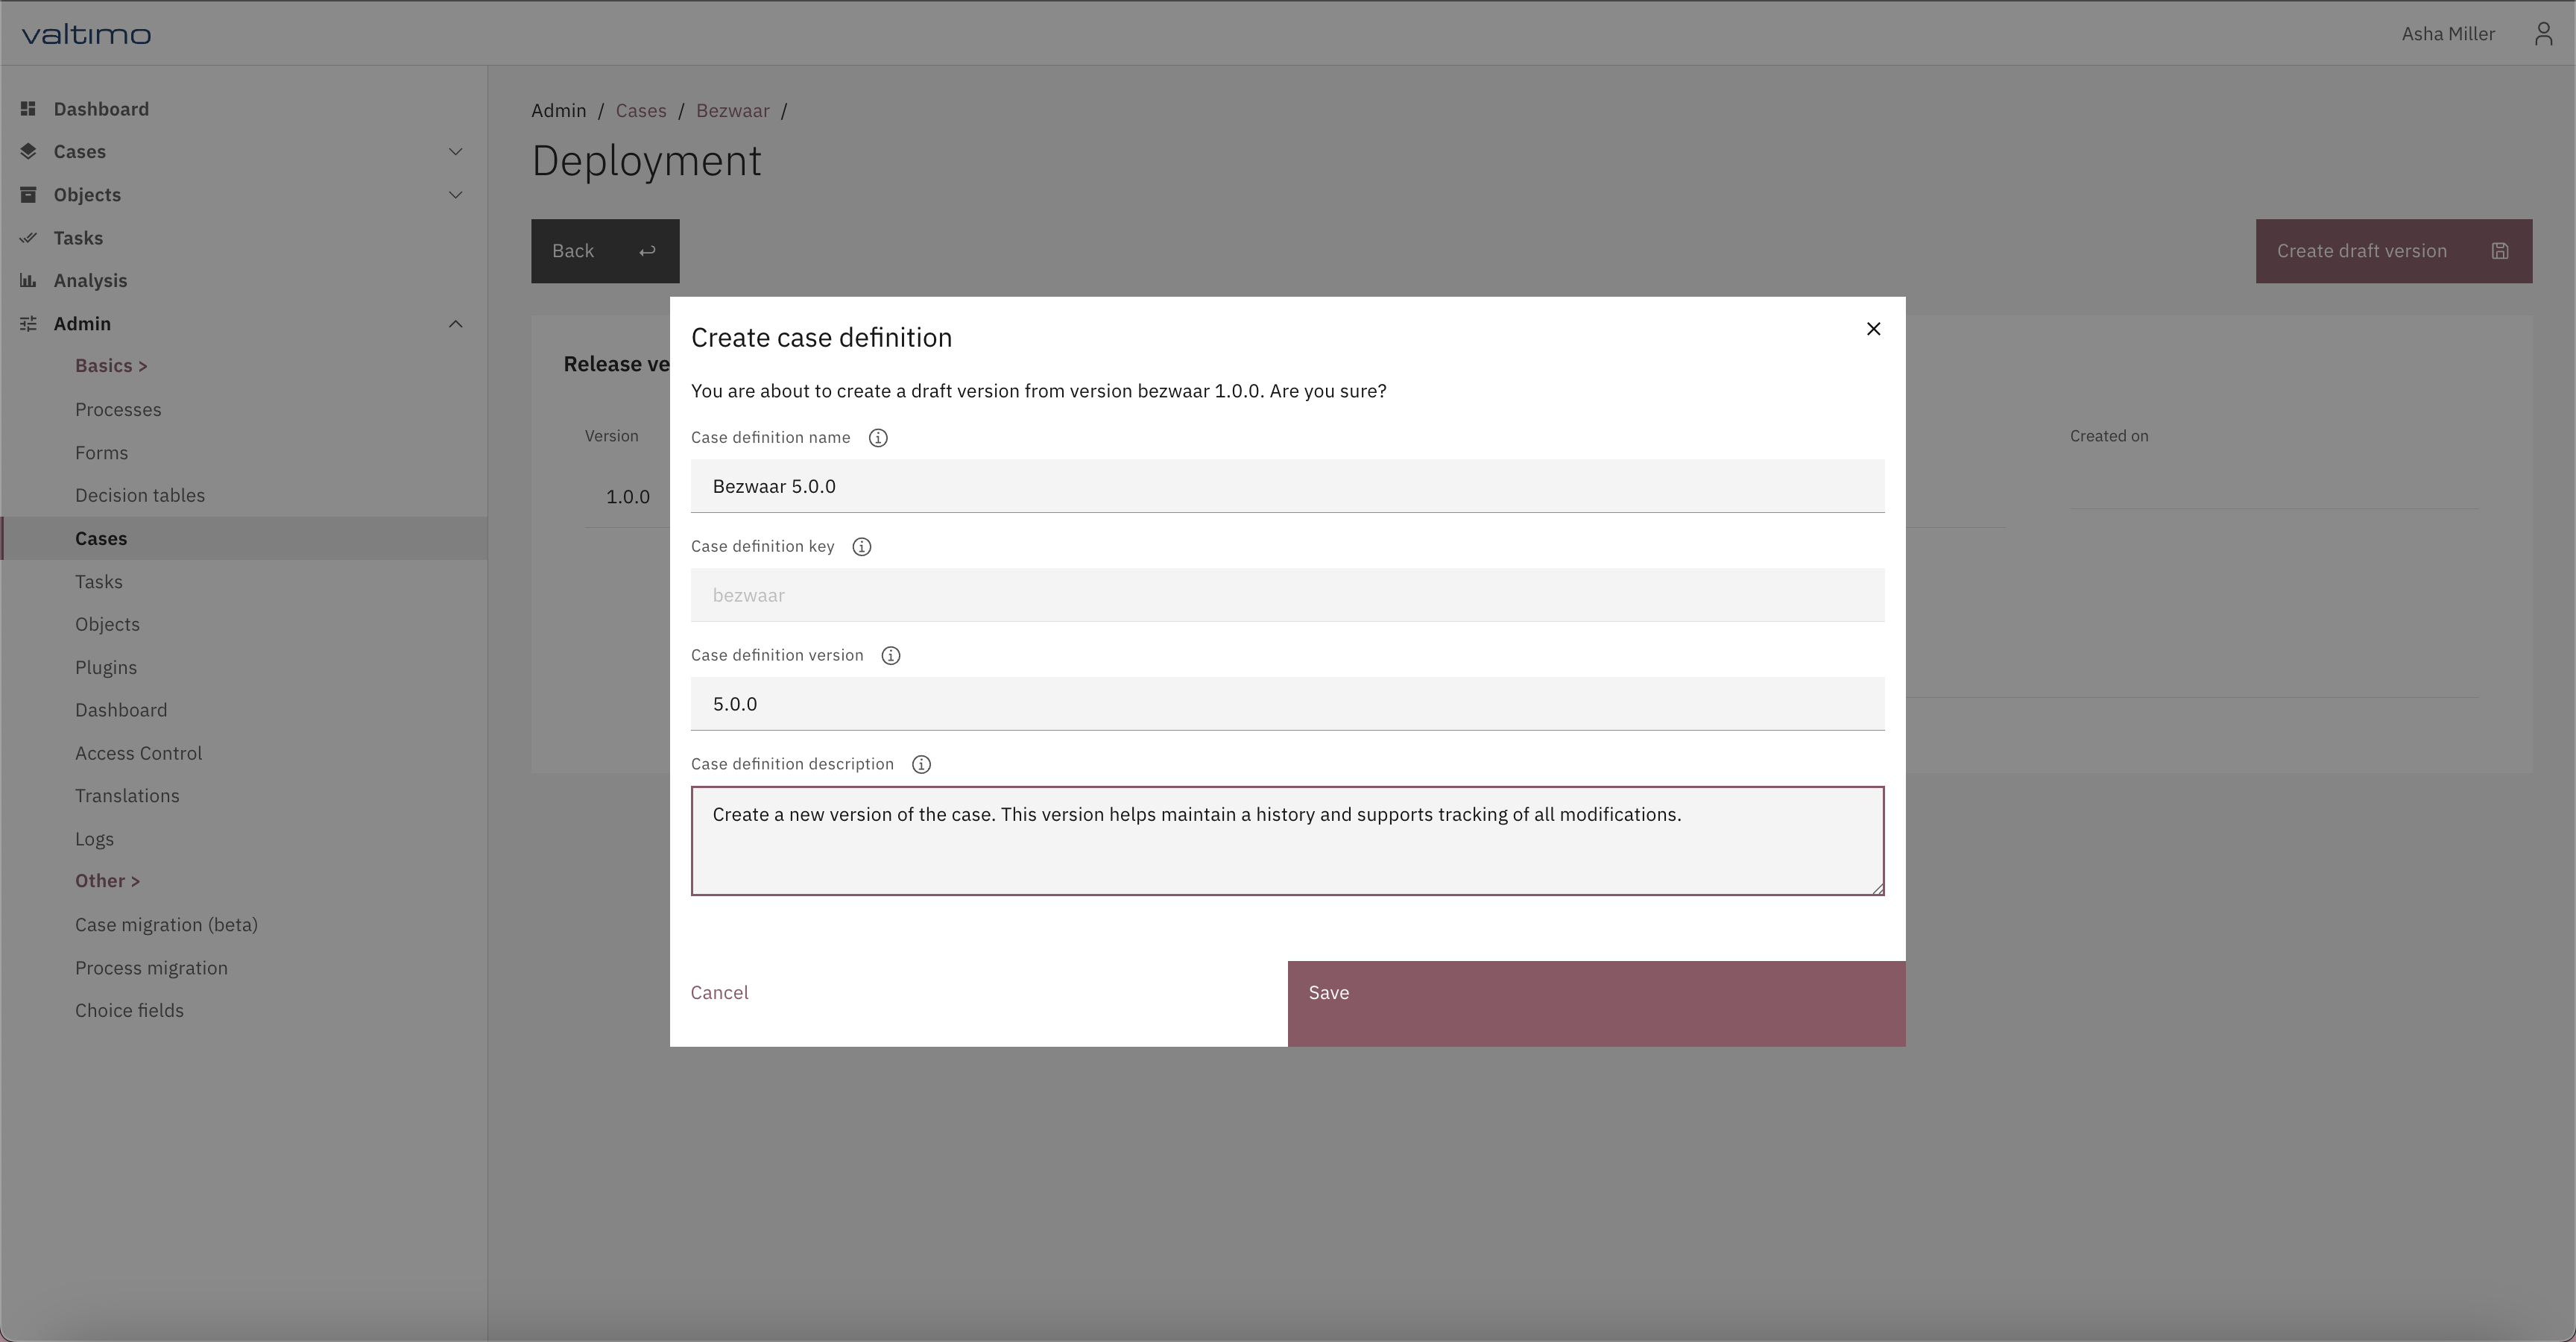 valtimo
Asha Miller
Dashboard
Cases
Objects
Tasks
Analysis
Admin
Basics >
Processes
Forms
Decision tables
Cases
Tasks
Objects
Plugins
Dashboard
Access Control
Translations
Logs
Other >
Case migration (beta)
Process migration
Choice fields
Admin / Cases / Bezwaar /
Deployment
Back
Create draft version
Release ve
Version
Created on
1.0.0
Create case definition
You are about to create a draft version from version bezwaar 1.0.0. Are you sure?
Case definition name
Bezwaar 5.0.0
Case definition key
bezwaar
Case definition version
5.0.0
Case definition description
Create a new version of the case. This version helps maintain a history and supports tracking of all modifications.
Cancel
Save